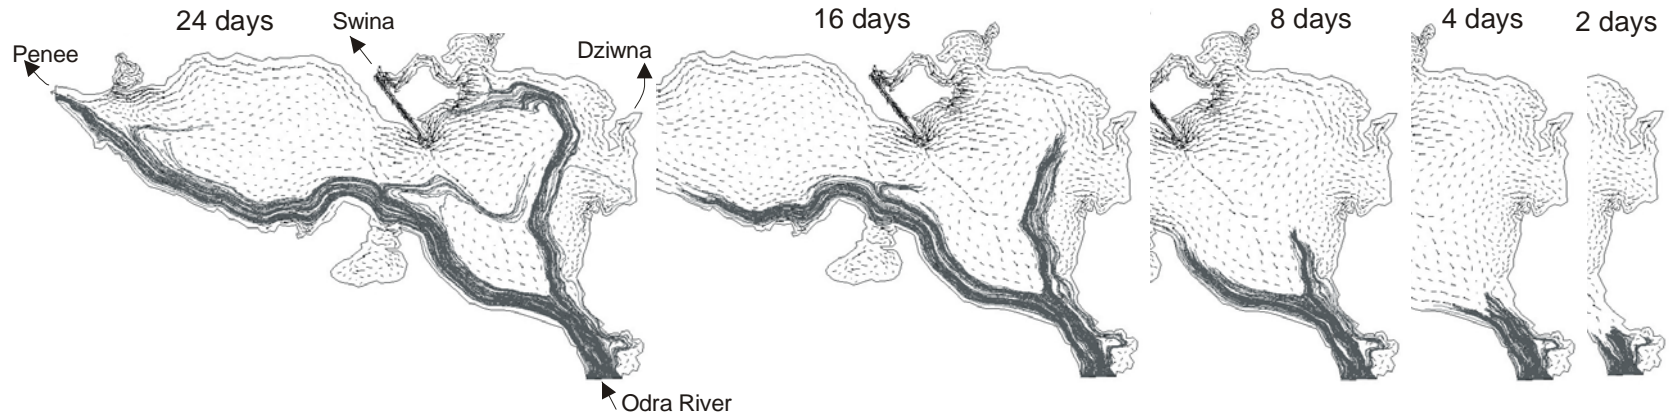 24 days
Swina
16 days
8 days
4 days
2 days
Penee
Dziwna
Odra River